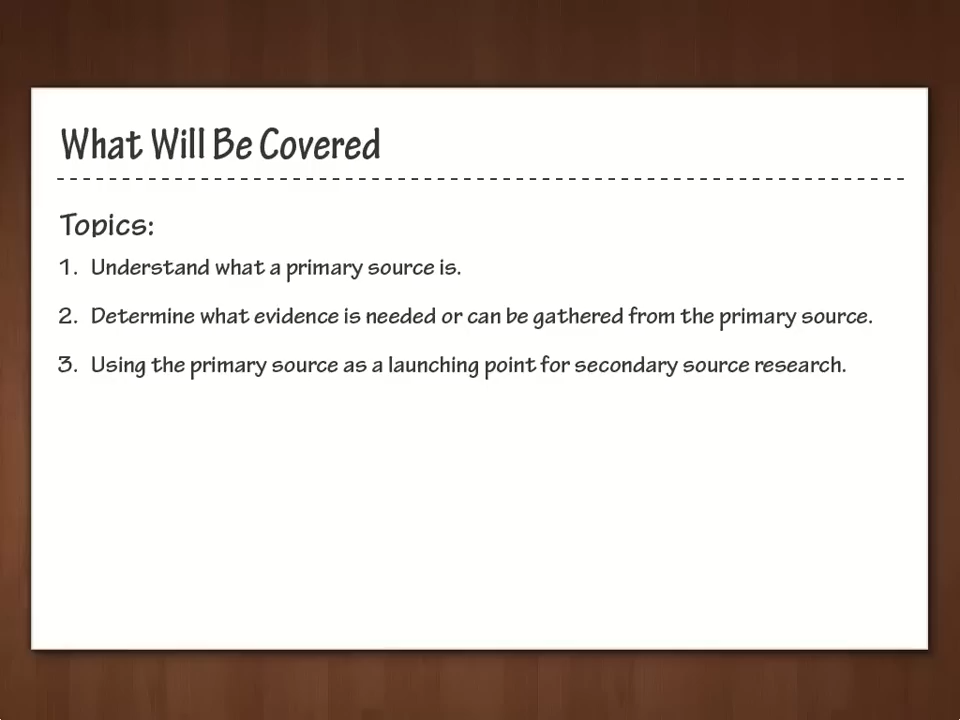 What Will Be Covered
Topics:
1. Understand what a primary source is.
2. Determine what evidence is needed or can be gathered from the primary source.
3. Using the primary source as a launching point for secondary source research.